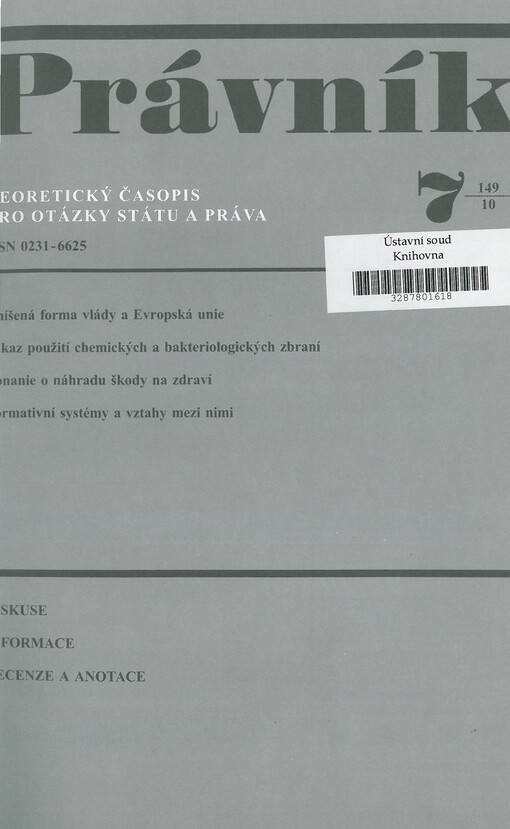 Právník
EORETICKÝ ČASOPIS
RO OTÁZKY STÁTU A PRÁVA
7
149
10
SN 0231-6625
Ústavní soud
Knihovna
3287801618
níšená forma vlády a Evropská unie
kaz použití chemických a bakteriologických zbraní
onanie o náhradu škody na zdraví
ormativní systémy a vztahy mezi nimi
SKUSE
FORMACE
ECENZE A ANOTACE